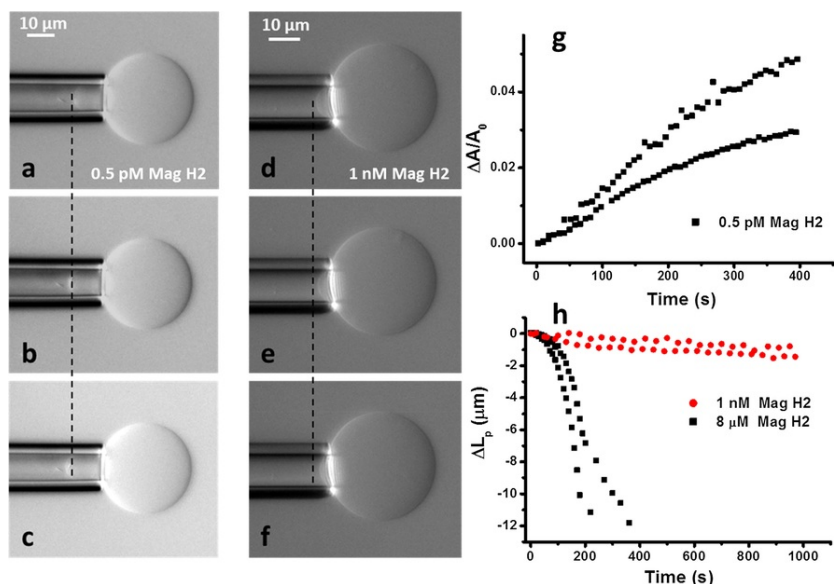 10 µm
a
0.5 pM Mag H2
b
c
10 µm
d
1 nM Mag H2
e
f
g
ΔA/A₀
0.04
0.02
0.00
0 100 200 300 400
0.5 pM Mag H2
Time (s)
h
ΔLₚ (µm)
0
-2
-4
-6
-8
-10
-12
1 nM Mag H2
8 µM Mag H2
0 200 400 600 800 1000
Time (s)